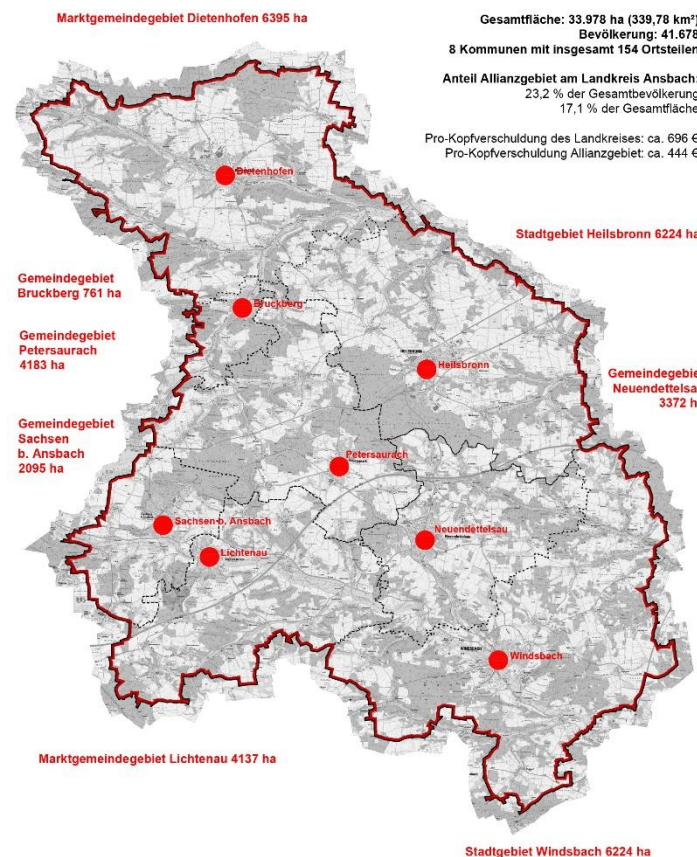 Marktgemeindegebiet Dietenhofen 6395 ha
Gesamtfläche: 33.978 ha (339,78 km²)
Bevölkerung: 41.678
8 Kommunen mit insgesamt 154 Ortsteilen
Anteil Allianzgebiet am Landkreis Ansbach:
23,2 % der Gesamtbevölkerung
17,1 % der Gesamtfläche
Pro-Kopfverschuldung des Landkreises: ca. 696 €
Pro-Kopfverschuldung Allianzgebiet: ca. 444 €
Dietenhofen
Stadtgebiet Heilsbronn 6224 ha
Gemeindegebiet
Bruckberg 761 ha
Bruckberg
Gemeindegebiet
Petersaurach
4183 ha
Heilsbronn
Gemeindegebie
Neuendettelsa
3372 h
Gemeindegebiet
Sachsen
b. Ansbach
2095 ha
Petersaurach
Sachsen b. Ansbach
Neuendettelsau
Lichtenau
Windsbach
Marktgemeindegebiet Lichtenau 4137 ha
Stadtgebiet Windsbach 6224 ha